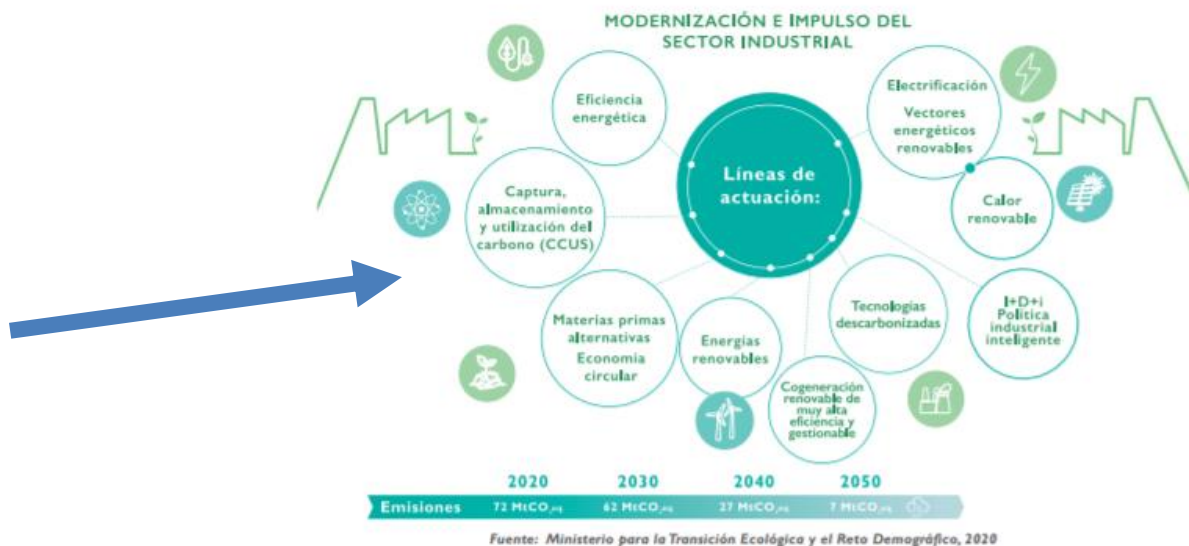 MODERNIZACIÓN E IMPULSO DEL
SECTOR INDUSTRIAL
Eficiencia
energética
Electrificación
Vectores
energéticos
renovables
Líneas de
actuación:
Captura,
almacenamiento
y utilización del
carbono (CCUS)
Calor
renovable
Materias primas
alternativas
Economía
circular
Energías
renovables
Cogeneración
renovable de
muy alta
eficiencia y
gestionable
Tecnologías
descarbonizadas
I+D+i
Política
industrial
inteligente
2020 2030 2040 2050
Emisiones 72 MtCO₂eq 62 MtCO₂eq 27 MtCO₂eq 7 MtCO₂eq
Fuente: Ministerio para la Transición Ecológica y el Reto Demográfico, 2020